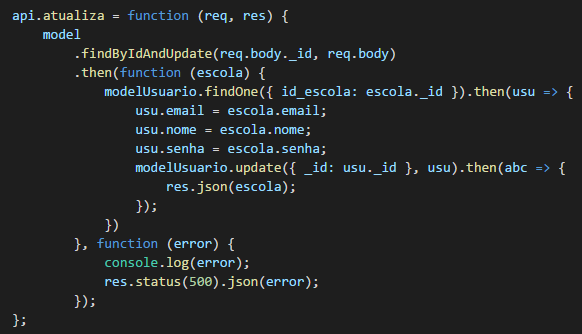 api.atualiza = function (req, res) {
    model
        .findByIdAndUpdate(req.body._id, req.body)
        .then(function (escola) {
            modelUsuario.findOne({ id_escola: escola._id }).then(usu => {
                usu.email = escola.email;
                usu.nome = escola.nome;
                usu.senha = escola.senha;
                modelUsuario.update({ _id: usu._id }, usu).then(abc => {
                    res.json(escola);
                });
            })
        }, function (error) {
            console.log(error);
            res.status(500).json(error);
        });
};